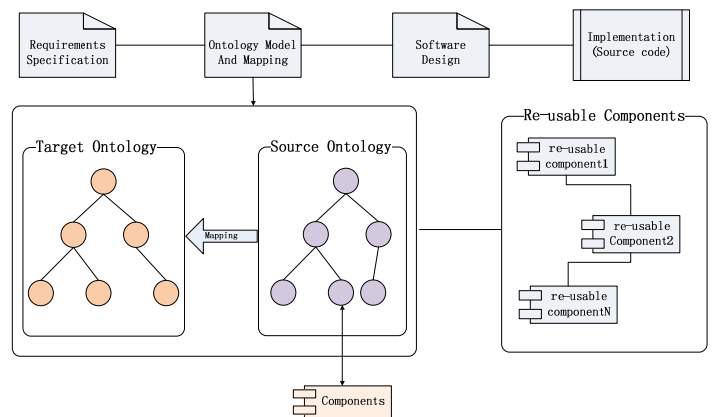 Requirements
Specification
Ontology Model
And Mapping
Software
Design
Implementation
(Source code)
Target Ontology
Source Ontology
Mapping
Re-usable Components
re-usable
component1
re-usable
Component2
re-usable
componentN
Components